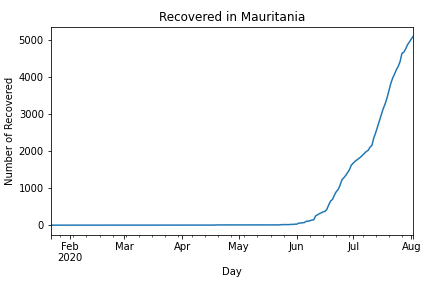 Recovered in Mauritania
Number of Recovered
5000
4000
3000
2000
1000
0
Feb Mar Apr May Jun Jul Aug
2020
Day